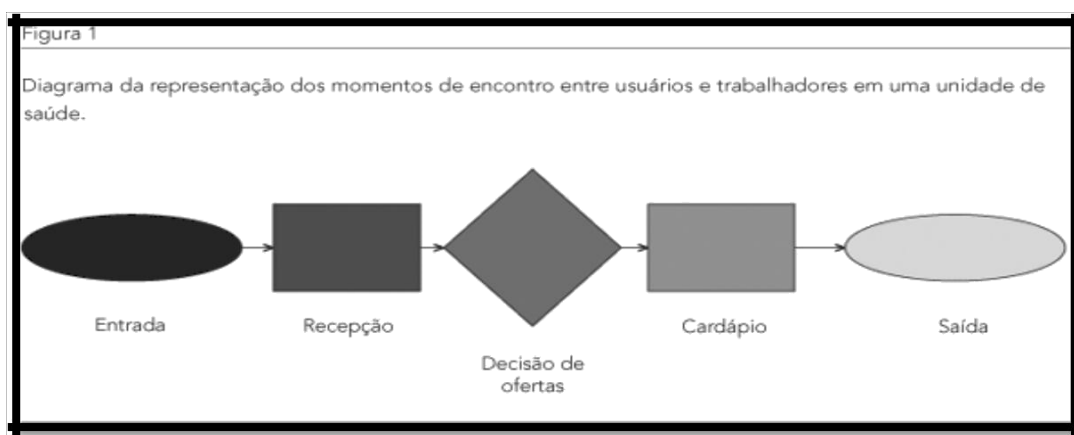 Figura 1
Diagrama da representação dos momentos de encontro entre usuários e trabalhadores em uma unidade de
saúde.
Entrada
Recepção
Decisão de
ofertas
Cardápio
Saída